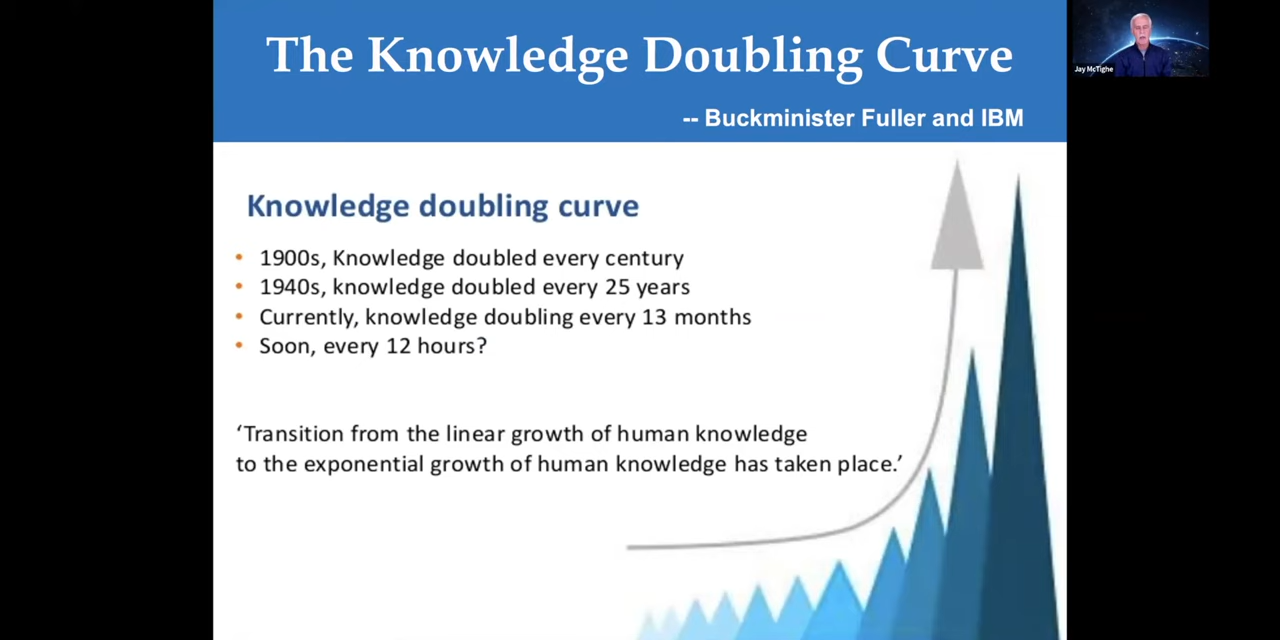 The Knowledge Doubling Curve
-- Buckminister Fuller and IBM
Jay McTighe
Knowledge doubling curve
• 1900s, Knowledge doubled every century
• 1940s, knowledge doubled every 25 years
• Currently, knowledge doubling every 13 months
• Soon, every 12 hours?
‘Transition from the linear growth of human knowledge
to the exponential growth of human knowledge has taken place.’